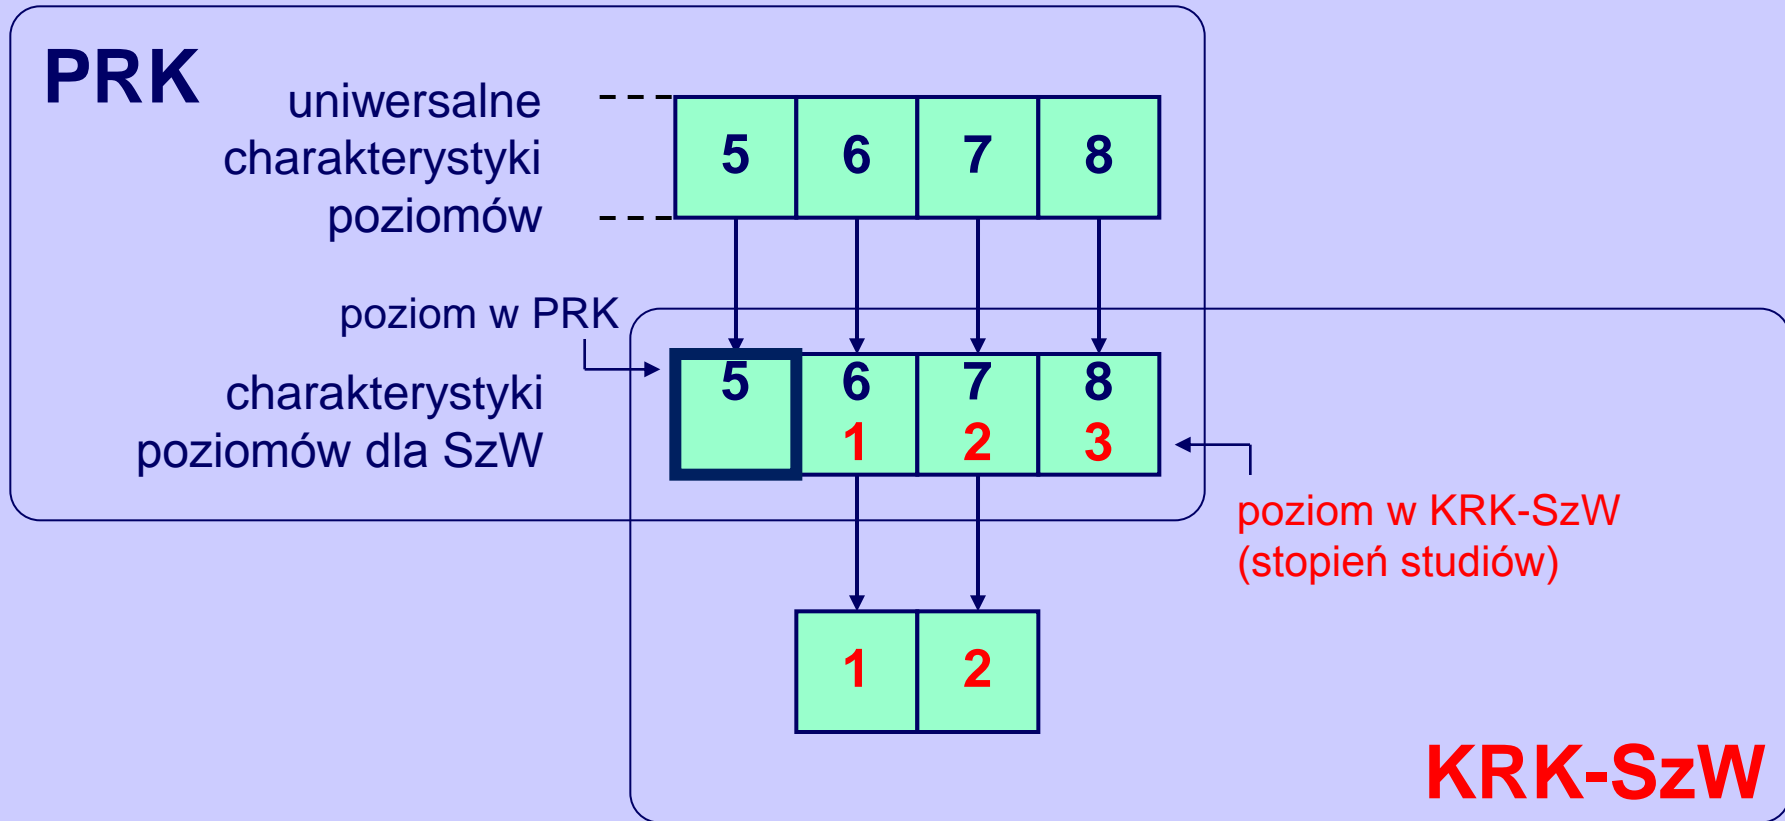 PRK
uniwersalne
charakterystyki
poziomów
5 6 7 8
poziom w PRK
charakterystyki
poziomów dla SzW
5 6 7 8
1 2 3
poziom w KRK-SzW
(stopień studiów)
1 2
KRK-SzW